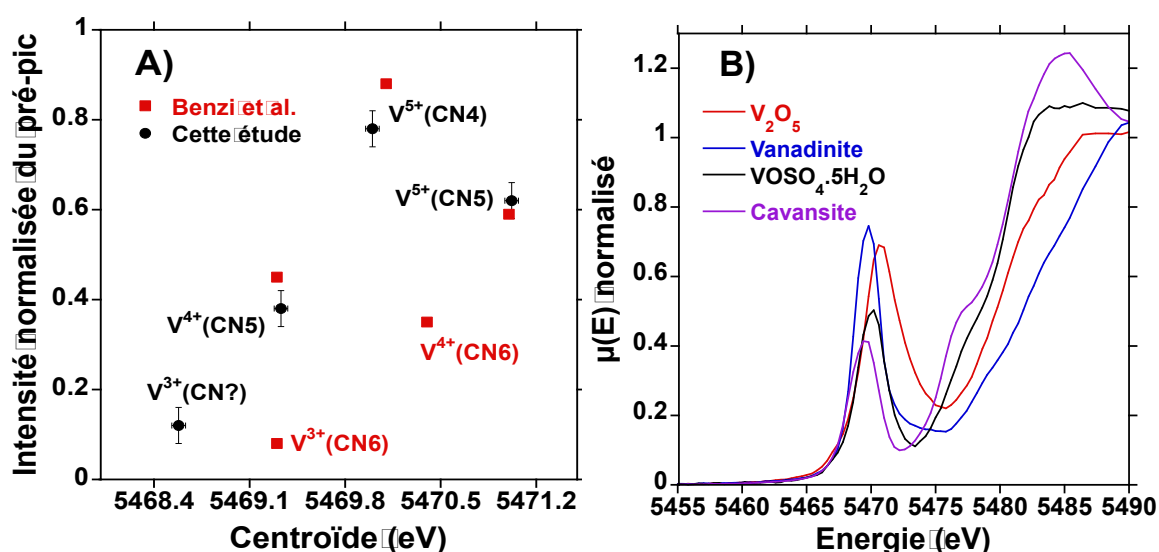 A)
Intensité normalisée du pré-pic
1
0.8
0.6
0.4
0.2
0
Benzi et al.
Cette étude
V⁵⁺(CN4)
V⁵⁺(CN5)
V⁴⁺(CN5)
V⁴⁺(CN6)
V³⁺(CN?)
V³⁺(CN6)
5468.4 5469.1 5469.8 5470.5 5471.2
Centroïde (eV)
B)
µ(E) normalisé
1.2
1
0.8
0.6
0.4
0.2
0
V₂O₅
Vanadinite
VOSO₄.5H₂O
Cavansite
5455 5460 5465 5470 5475 5480 5485 5490
Energie (eV)